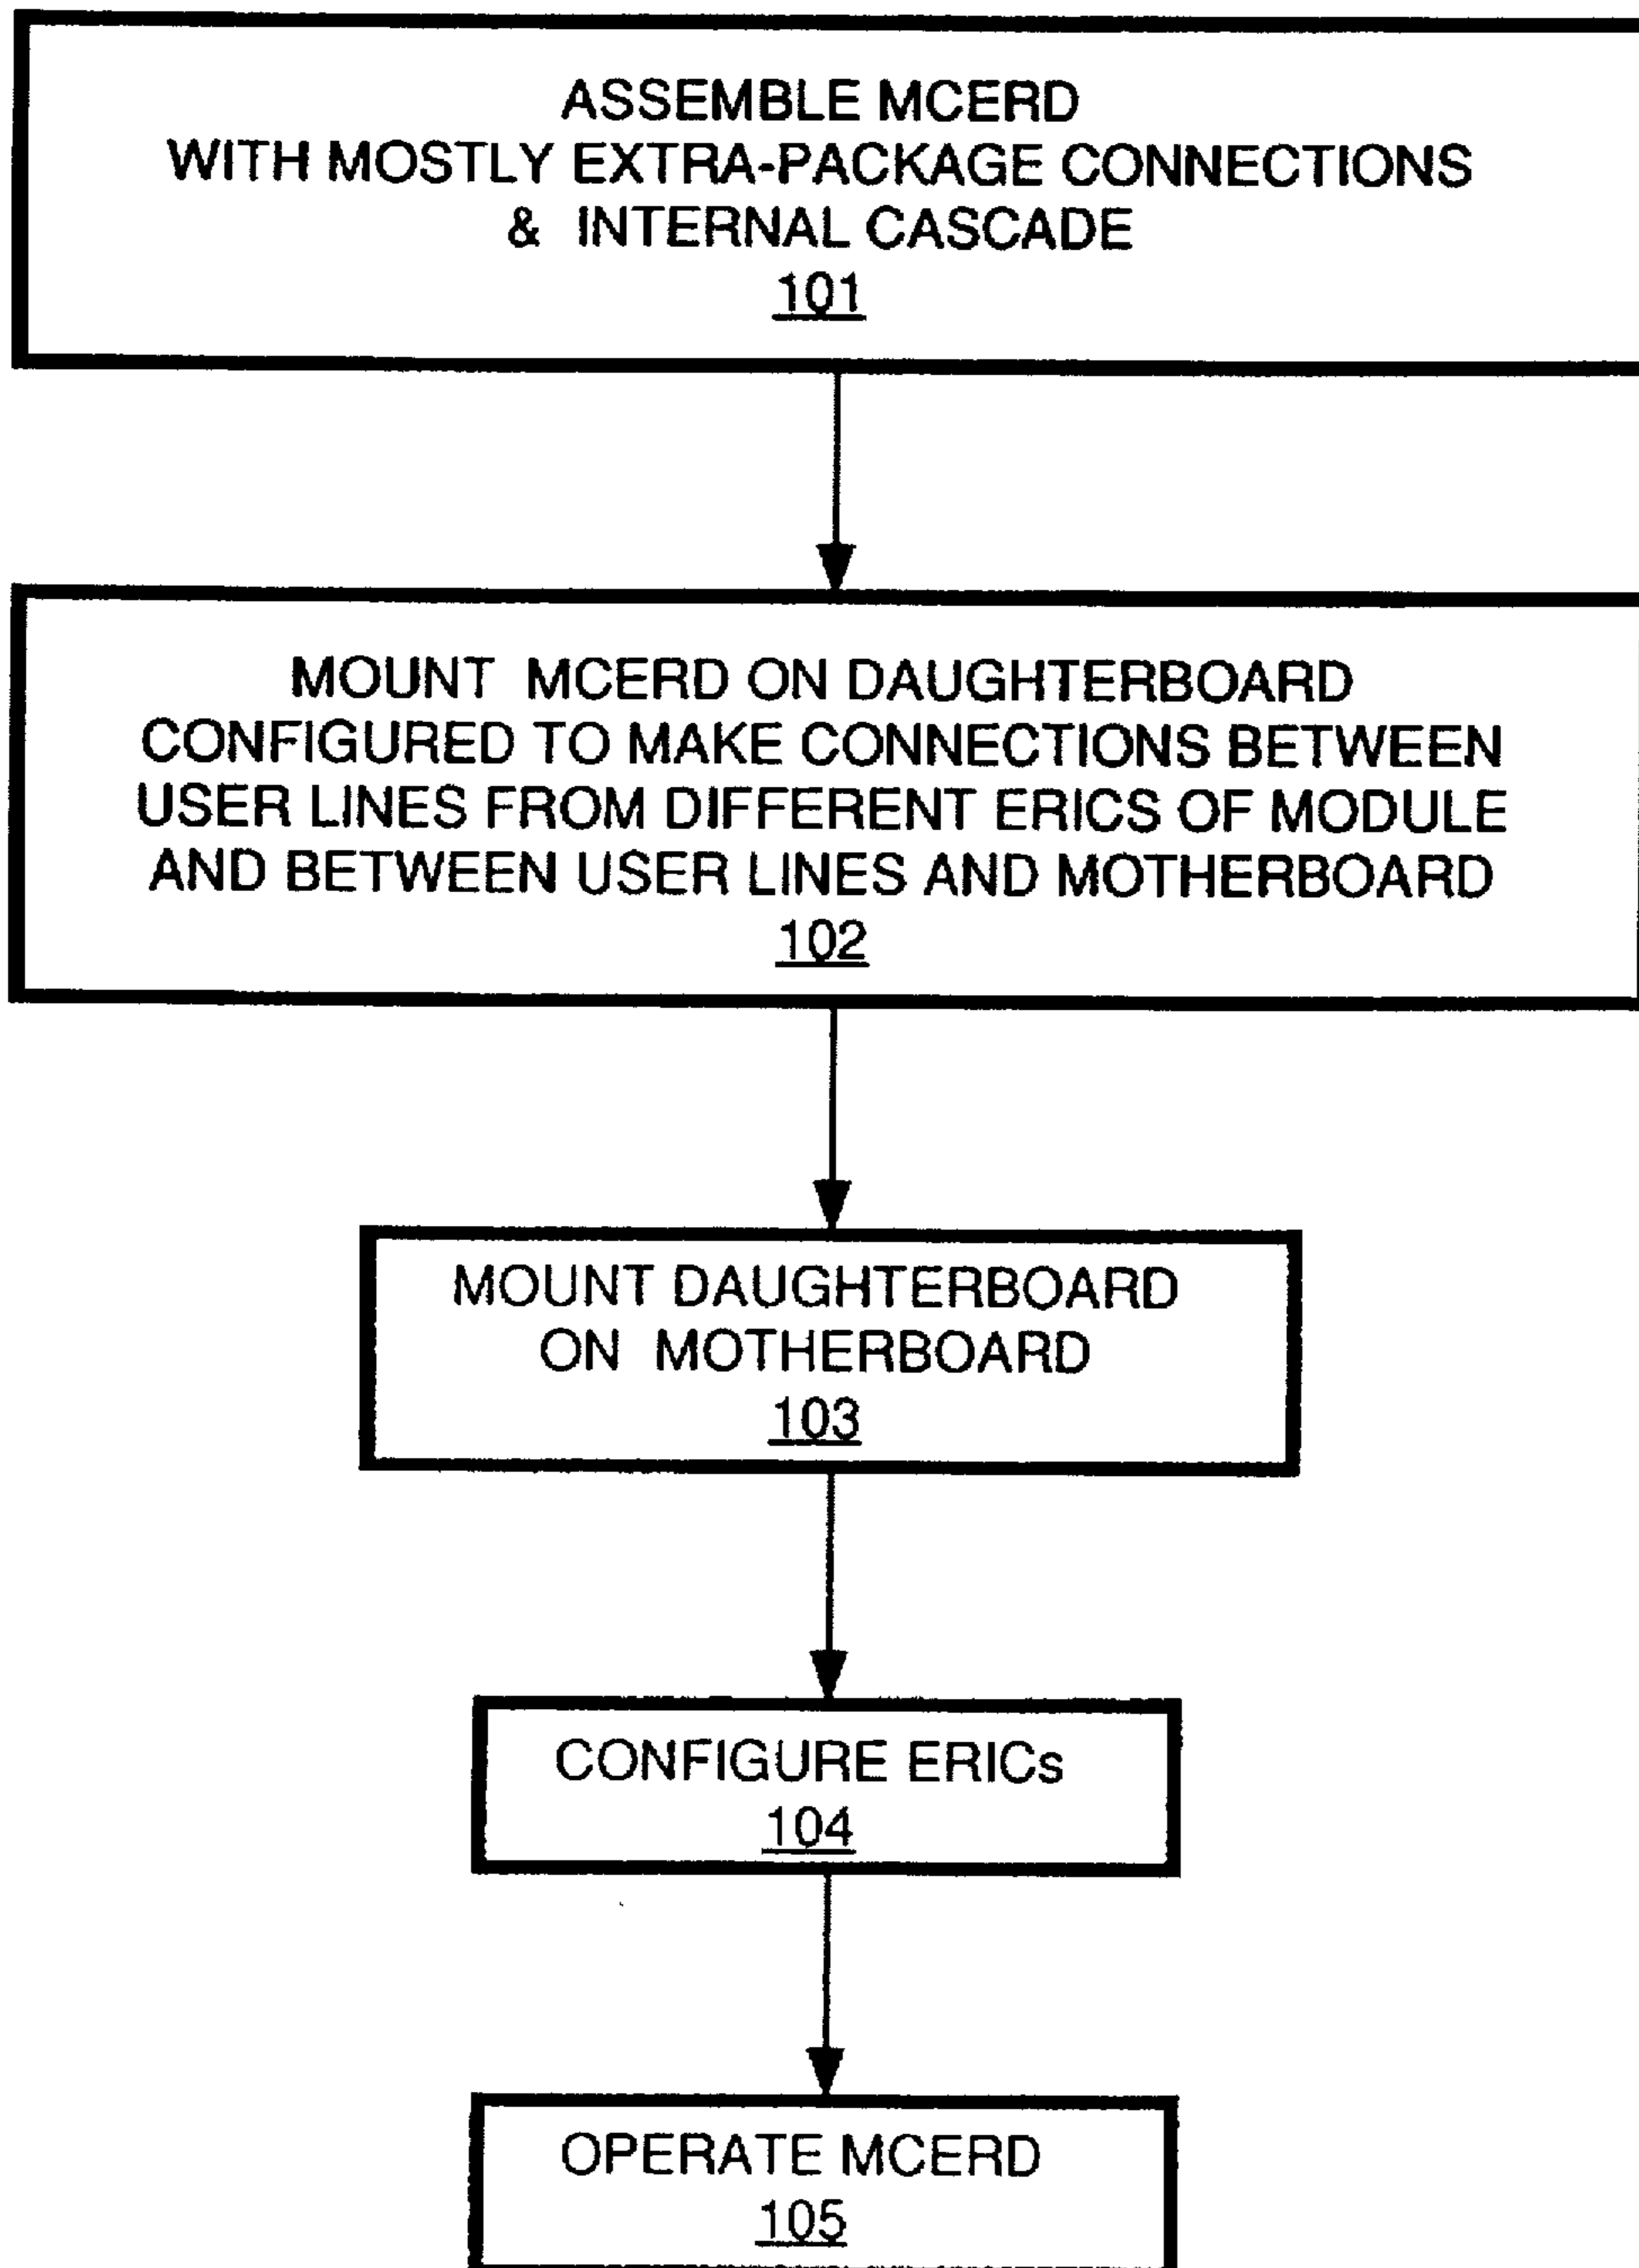 ASSEMBLE MCERD
WITH MOSTLY EXTRA-PACKAGE CONNECTIONS
& INTERNAL CASCADE
101
MOUNT MCERD ON DAUGHTERBOARD
CONFIGURED TO MAKE CONNECTIONS BETWEEN
USER LINES FROM DIFFERENT ERICS OF MODULE
AND BETWEEN USER LINES AND MOTHERBOARD
102
MOUNT DAUGHTERBOARD
ON MOTHERBOARD
103
CONFIGURE ERICs
104
OPERATE MCERD
105